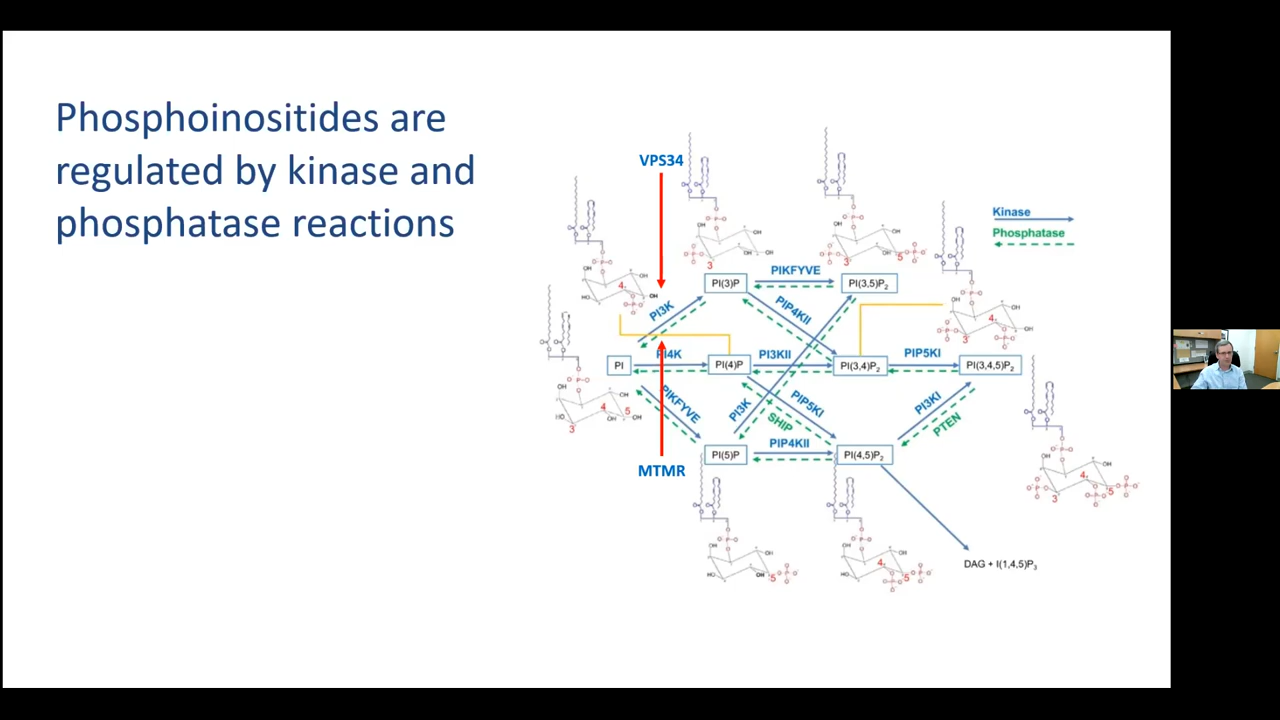 Phosphoinositides are
regulated by kinase and
phosphatase reactions
VPS34
Kinase
Phosphatase
PIKFYVE
PI(3)P
PI(3,5)P₂
PI3K
PIP4KII
PI4K
PI3KII
PIP5KI
PI
PI(4)P
PI(3,4)P₂
PI(3,4,5)P₂
PIKFYVE
PI3K
PIP5KI
SHIP
PI3KI
PTEN
PIP4KII
PI(5)P
PI(4,5)P₂
MTMR
DAG + I(1,4,5)P₃